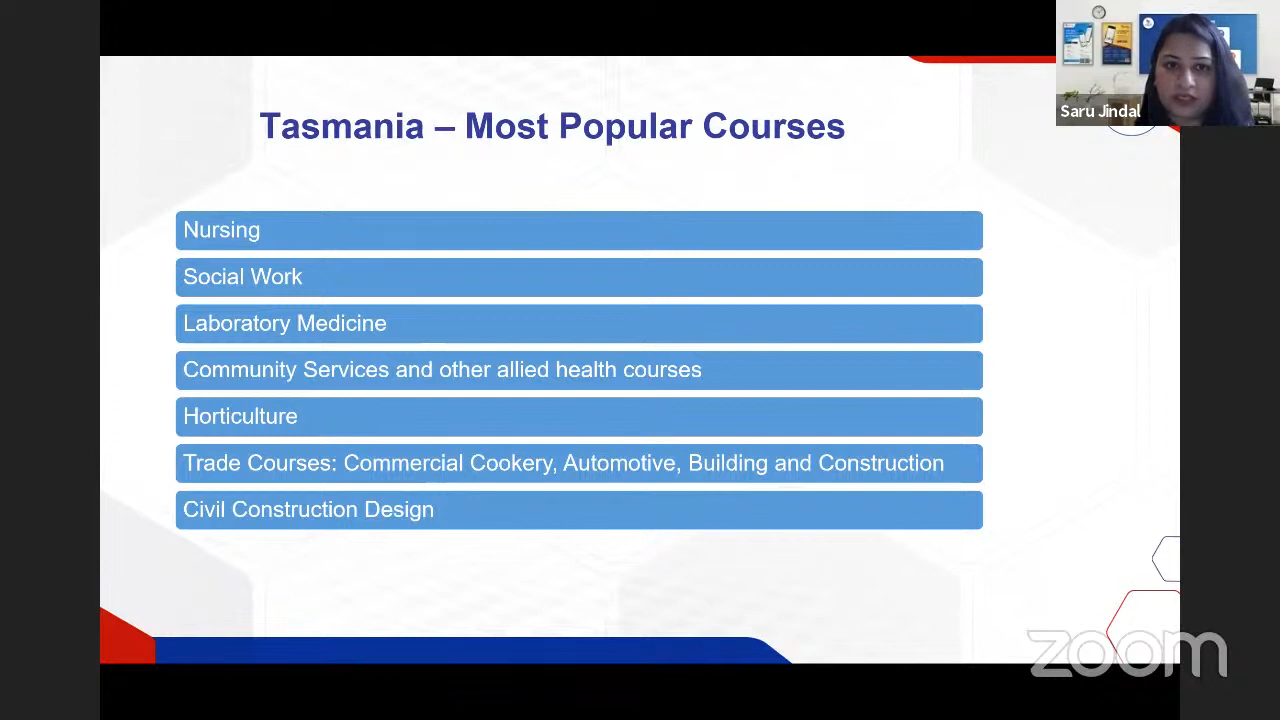 Saru Jindal
Tasmania – Most Popular Courses
Nursing
Social Work
Laboratory Medicine
Community Services and other allied health courses
Horticulture
Trade Courses: Commercial Cookery, Automotive, Building and Construction
Civil Construction Design
zoom